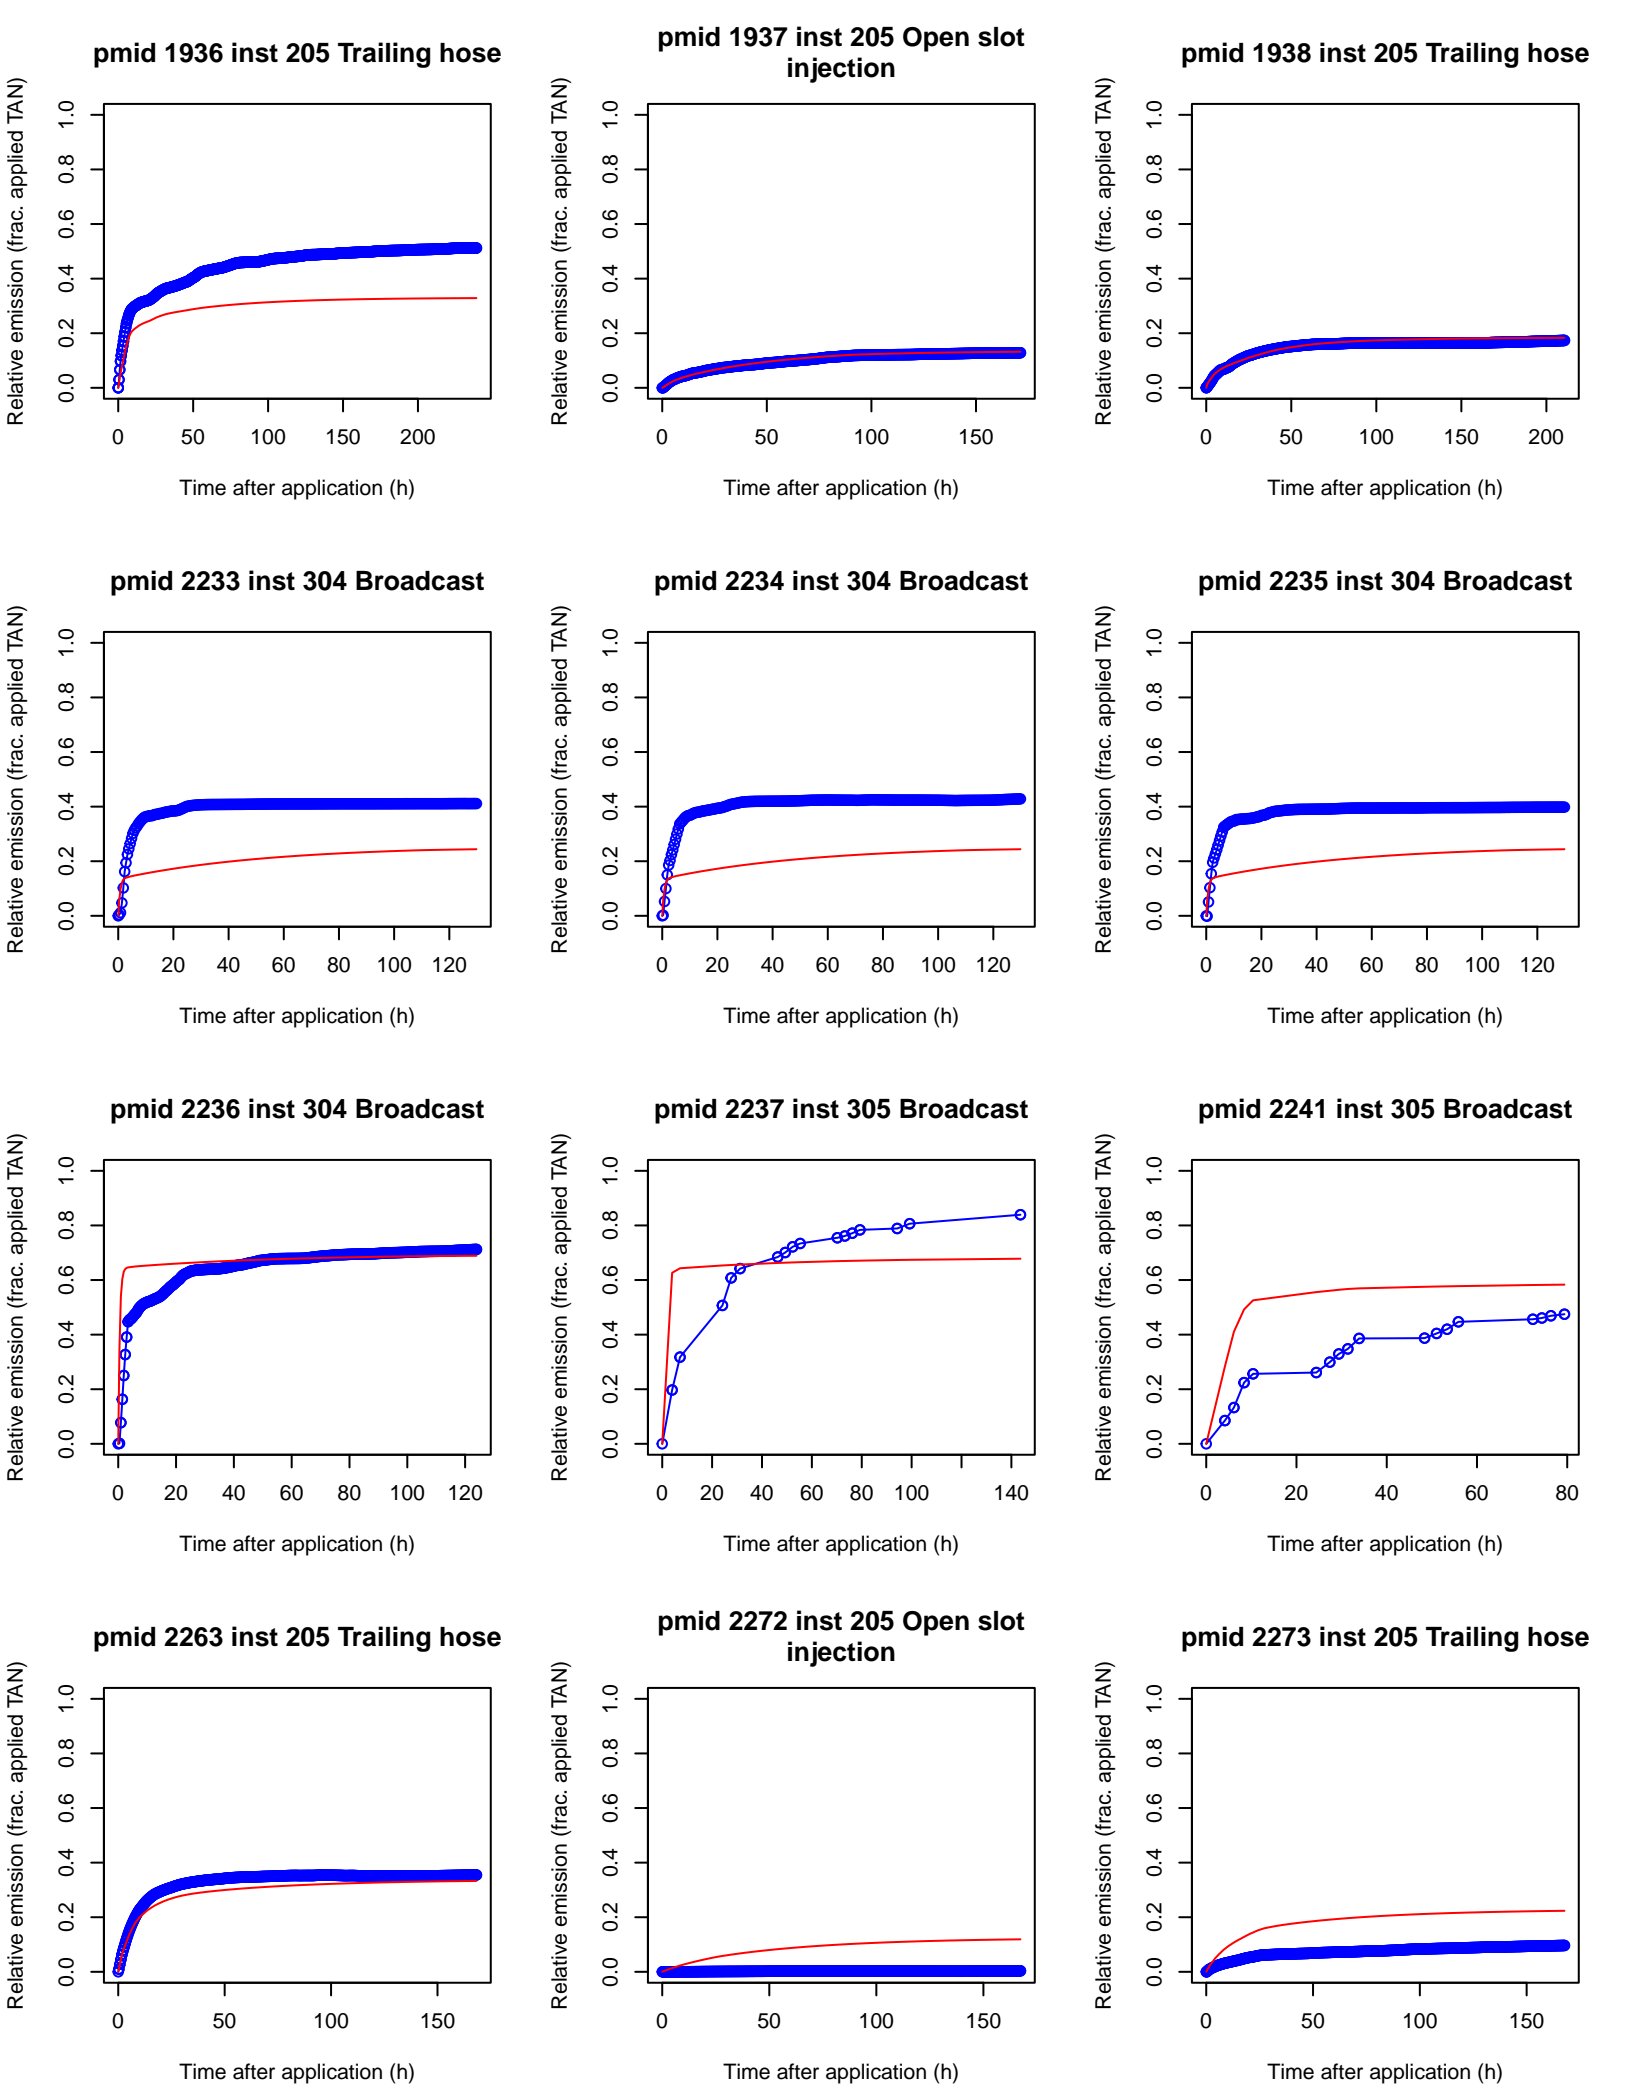 pmid 1936 inst 205 Trailing hose
Relative emission (frac. applied TAN)
0.0 0.2 0.4 0.6 0.8 1.0
0 50 100 150 200
Time after application (h)
pmid 1937 inst 205 Open slot
injection
Relative emission (frac. applied TAN)
0.0 0.2 0.4 0.6 0.8 1.0
0 50 100 150
Time after application (h)
pmid 1938 inst 205 Trailing hose
Relative emission (frac. applied TAN)
0.0 0.2 0.4 0.6 0.8 1.0
0 50 100 150 200
Time after application (h)
pmid 2233 inst 304 Broadcast
Relative emission (frac. applied TAN)
0.0 0.2 0.4 0.6 0.8 1.0
0 20 40 60 80 100 120
Time after application (h)
pmid 2234 inst 304 Broadcast
Relative emission (frac. applied TAN)
0.0 0.2 0.4 0.6 0.8 1.0
0 20 40 60 80 100 120
Time after application (h)
pmid 2235 inst 304 Broadcast
Relative emission (frac. applied TAN)
0.0 0.2 0.4 0.6 0.8 1.0
0 20 40 60 80 100 120
Time after application (h)
pmid 2236 inst 304 Broadcast
Relative emission (frac. applied TAN)
0.0 0.2 0.4 0.6 0.8 1.0
0 20 40 60 80 100 120
Time after application (h)
pmid 2237 inst 305 Broadcast
Relative emission (frac. applied TAN)
0.0 0.2 0.4 0.6 0.8 1.0
0 20 40 60 80 100 140
Time after application (h)
pmid 2241 inst 305 Broadcast
Relative emission (frac. applied TAN)
0.0 0.2 0.4 0.6 0.8 1.0
0 20 40 60 80
Time after application (h)
pmid 2263 inst 205 Trailing hose
Relative emission (frac. applied TAN)
0.0 0.2 0.4 0.6 0.8 1.0
0 50 100 150
Time after application (h)
pmid 2272 inst 205 Open slot
injection
Relative emission (frac. applied TAN)
0.0 0.2 0.4 0.6 0.8 1.0
0 50 100 150
Time after application (h)
pmid 2273 inst 205 Trailing hose
Relative emission (frac. applied TAN)
0.0 0.2 0.4 0.6 0.8 1.0
0 50 100 150
Time after application (h)